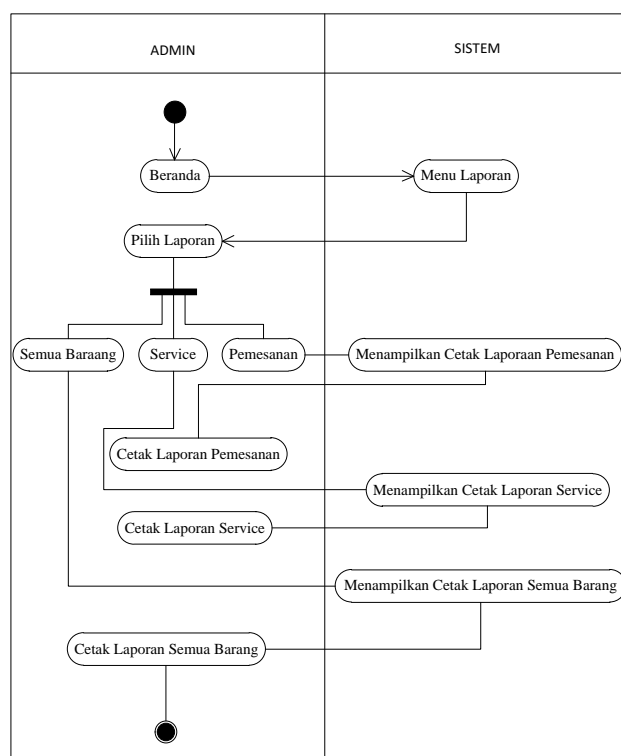 ADMIN
SISTEM
Beranda
Menu Laporan
Pilih Laporan
Semua Baraang
Service
Pemesanan
Menampilkan Cetak Laporaan Pemesanan
Cetak Laporan Pemesanan
Menampilkan Cetak Laporan Service
Cetak Laporan Service
Menampilkan Cetak Laporan Semua Barang
Cetak Laporan Semua Barang